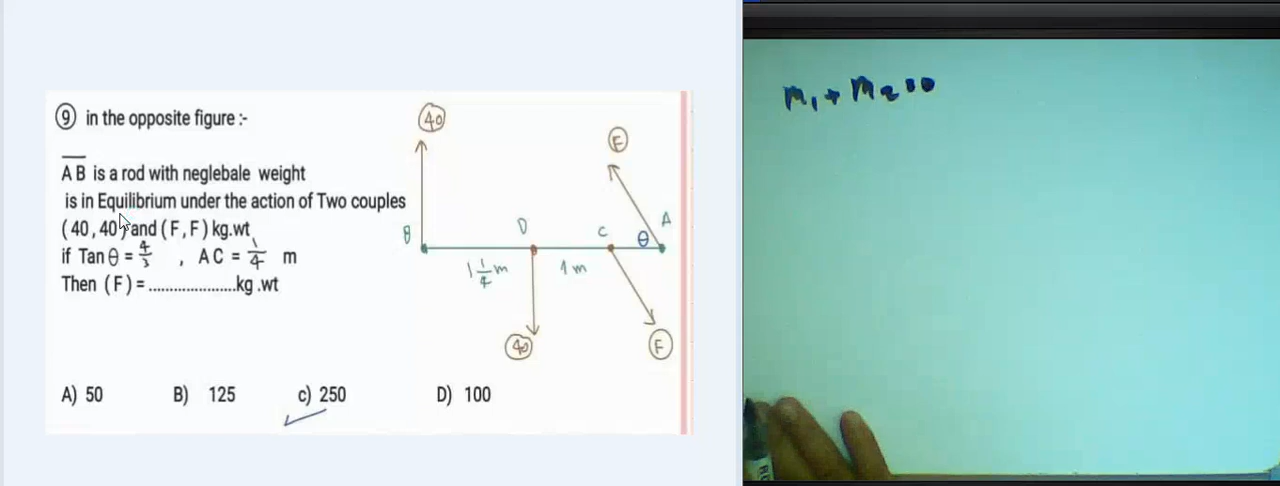 ⑨ in the opposite figure :-
AB is a rod with neglebale weight
is in Equilibrium under the action of Two couples
( 40 , 40 ) and ( F , F ) kg.wt
if Tan θ = 4/3 , AC = 1/4 m
Then ( F ) = .....................kg .wt
40
F
B
D
C
θ
A
1 1/4 m
1 m
40
F
A) 50 B) 125 c) 250 D) 100
M₁ + M₂ = 0